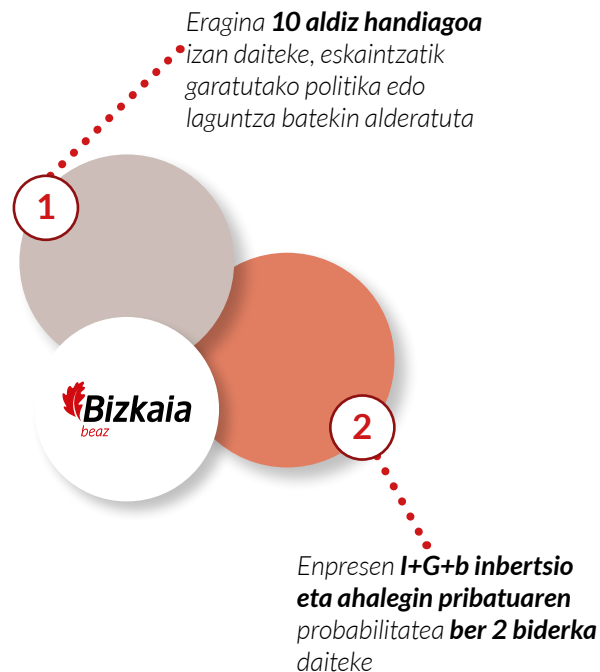 Eragina 10 aldiz handiagoa
izan daiteke, eskaintzatik
garatutako politika edo
laguntza batekin alderatuta
1
Bizkaia
beaz
2
Enpresen I+G+b inbertsio
eta ahalegin pribatuaren
probabilitatea ber 2 biderka
daiteke